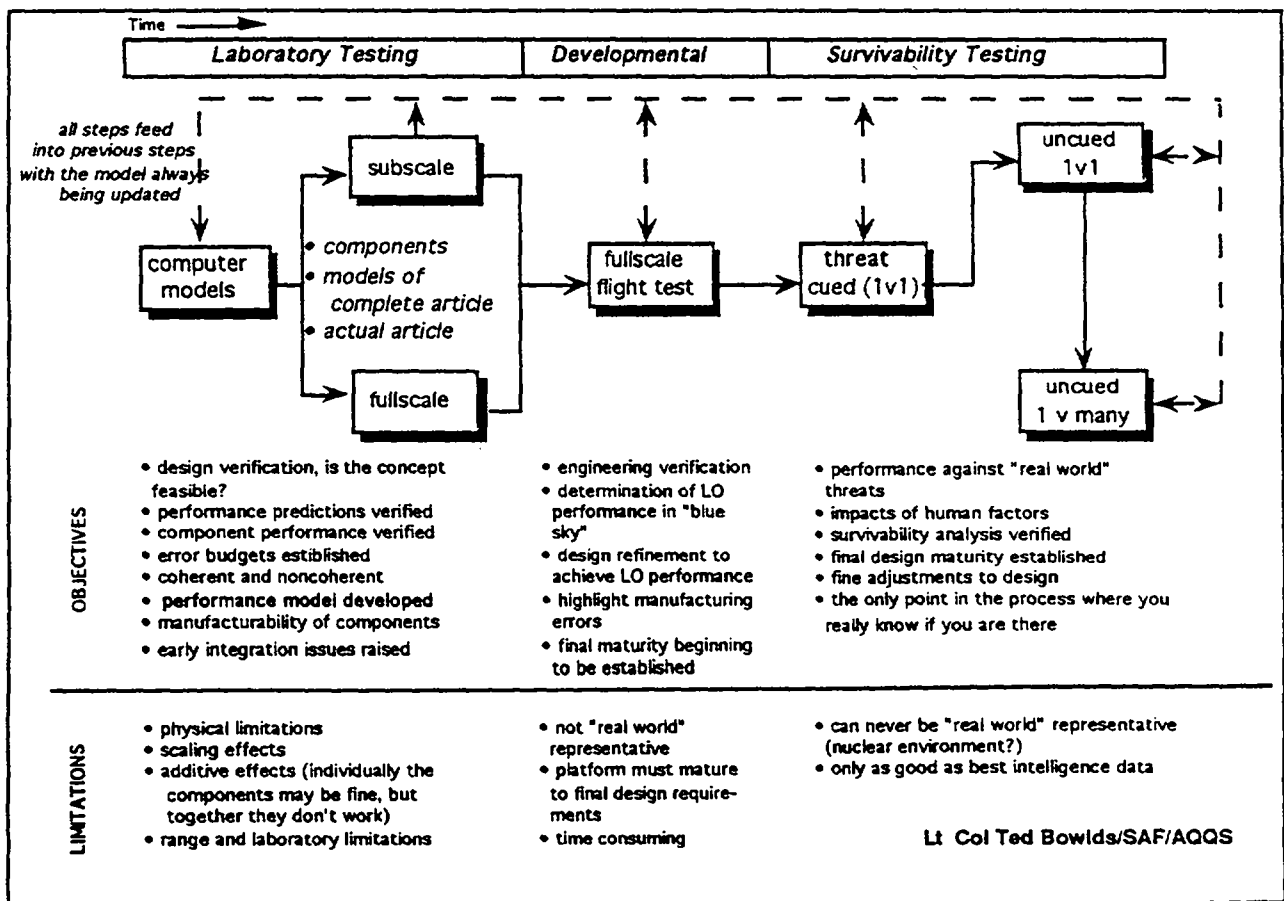 Time
Laboratory Testing
Developmental
Survivability Testing
all steps feed
into previous steps
with the model always
being updated
subscale
uncued
1v1
computer
models
• components
• models of
complete article
• actual article
fullscale
flight test
threat
cued (1v1)
fullscale
uncued
1 v many
OBJECTIVES
• design verification, is the concept
feasible?
• performance predictions verified
• component performance verified
• error budgets estiblished
• coherent and noncoherent
• performance model developed
• manufacturability of components
• early integration issues raised
• engineering verification
• determination of LO
performance in "blue
sky"
• design refinement to
achieve LO performance
• highlight manufacturing
errors
• final maturity beginning
to be established
• performance against "real world"
threats
• impacts of human factors
• survivability analysis verified
• final design maturity established
• fine adjustments to design
• the only point in the process where you
really know if you are there
LIMITATIONS
• physical limitations
• scaling effects
• additive effects (individually the
components may be fine, but
together they don't work)
• range and laboratory limitations
• not "real world"
representative
• platform must mature
to final design require-
ments
• time consuming
• can never be "real world" representative
(nuclear environment?)
• only as good as best intelligence data
Lt Col Ted Bowlds/SAF/AQQS